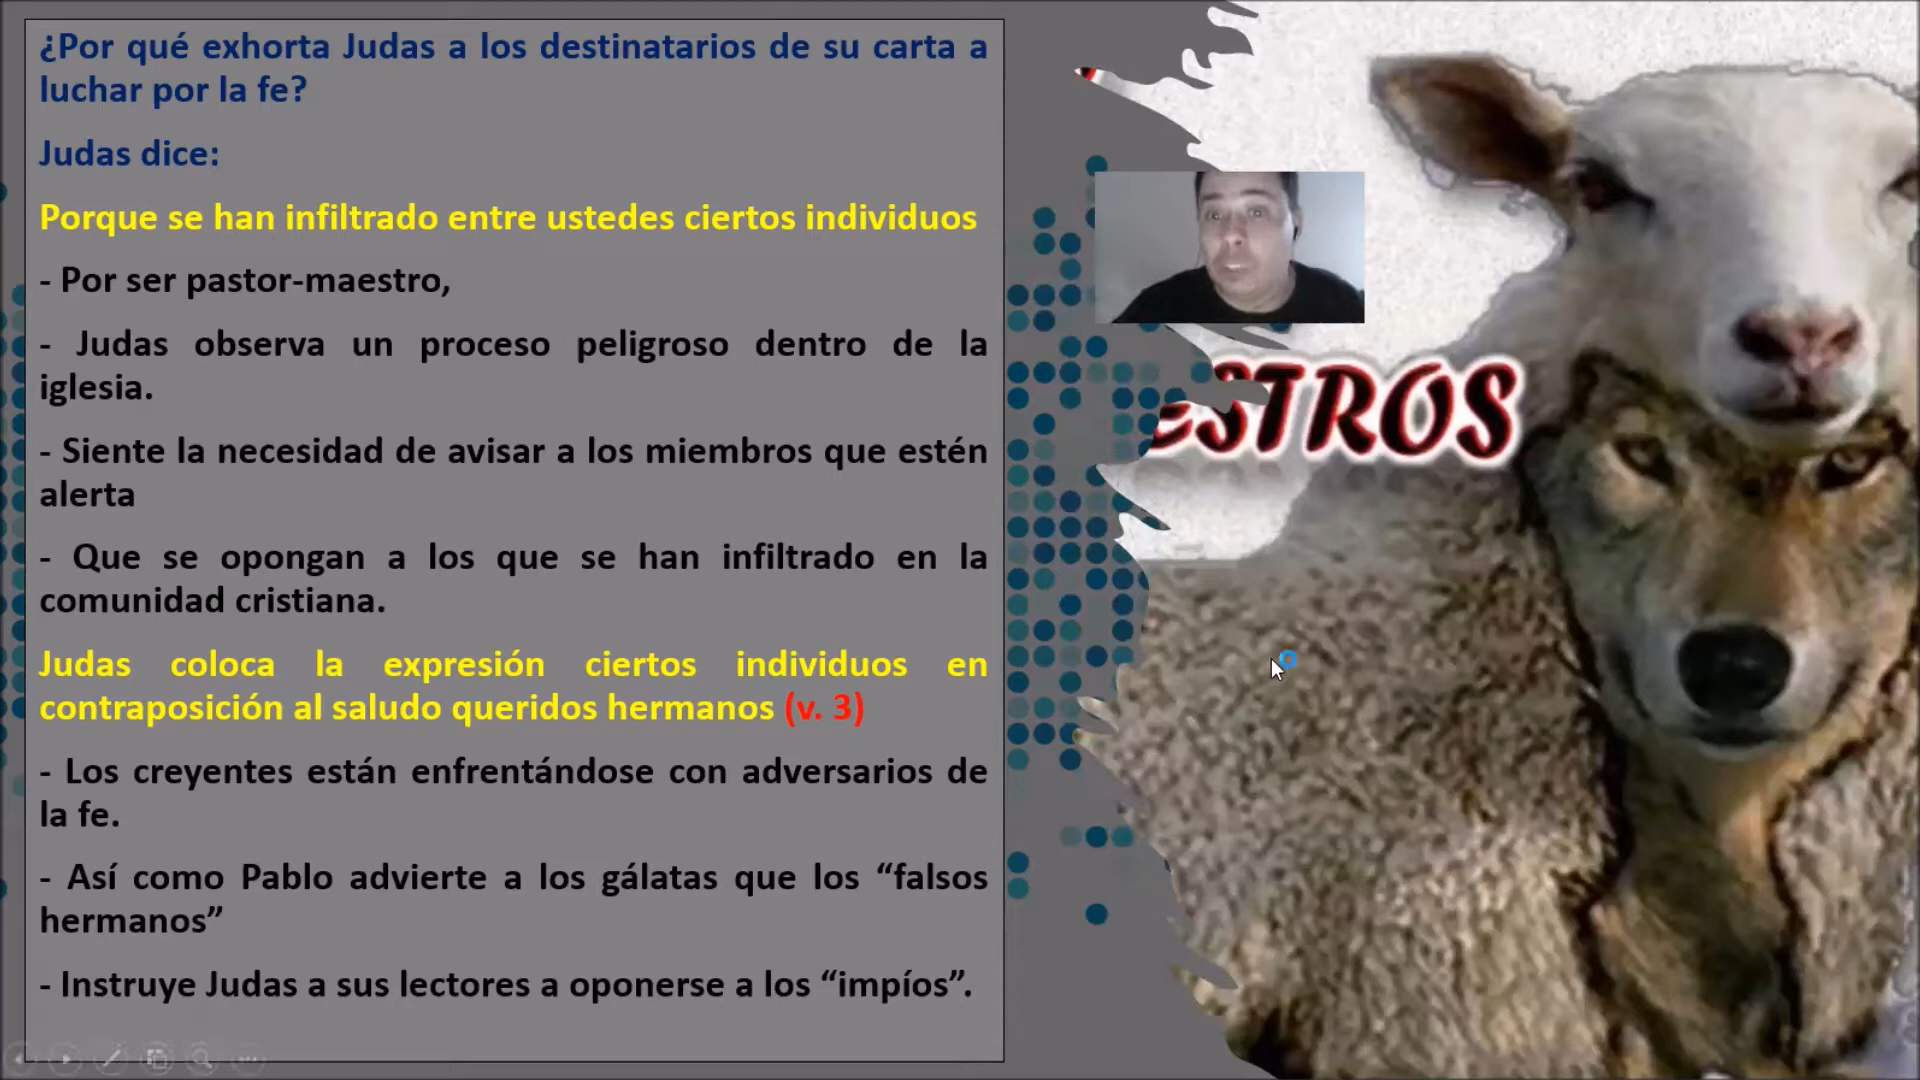 ¿Por qué exhorta Judas a los destinatarios de su carta a
luchar por la fe?
Judas dice:
Porque se han infiltrado entre ustedes ciertos individuos
- Por ser pastor-maestro,
- Judas observa un proceso peligroso dentro de la
iglesia.
- Siente la necesidad de avisar a los miembros que estén
alerta
- Que se opongan a los que se han infiltrado en la
comunidad cristiana.
Judas coloca la expresión ciertos individuos en
contraposición al saludo queridos hermanos (v. 3)
- Los creyentes están enfrentándose con adversarios de
la fe.
- Así como Pablo advierte a los gálatas que los “falsos
hermanos”
- Instruye Judas a sus lectores a oponerse a los “impíos”.
ESTROS